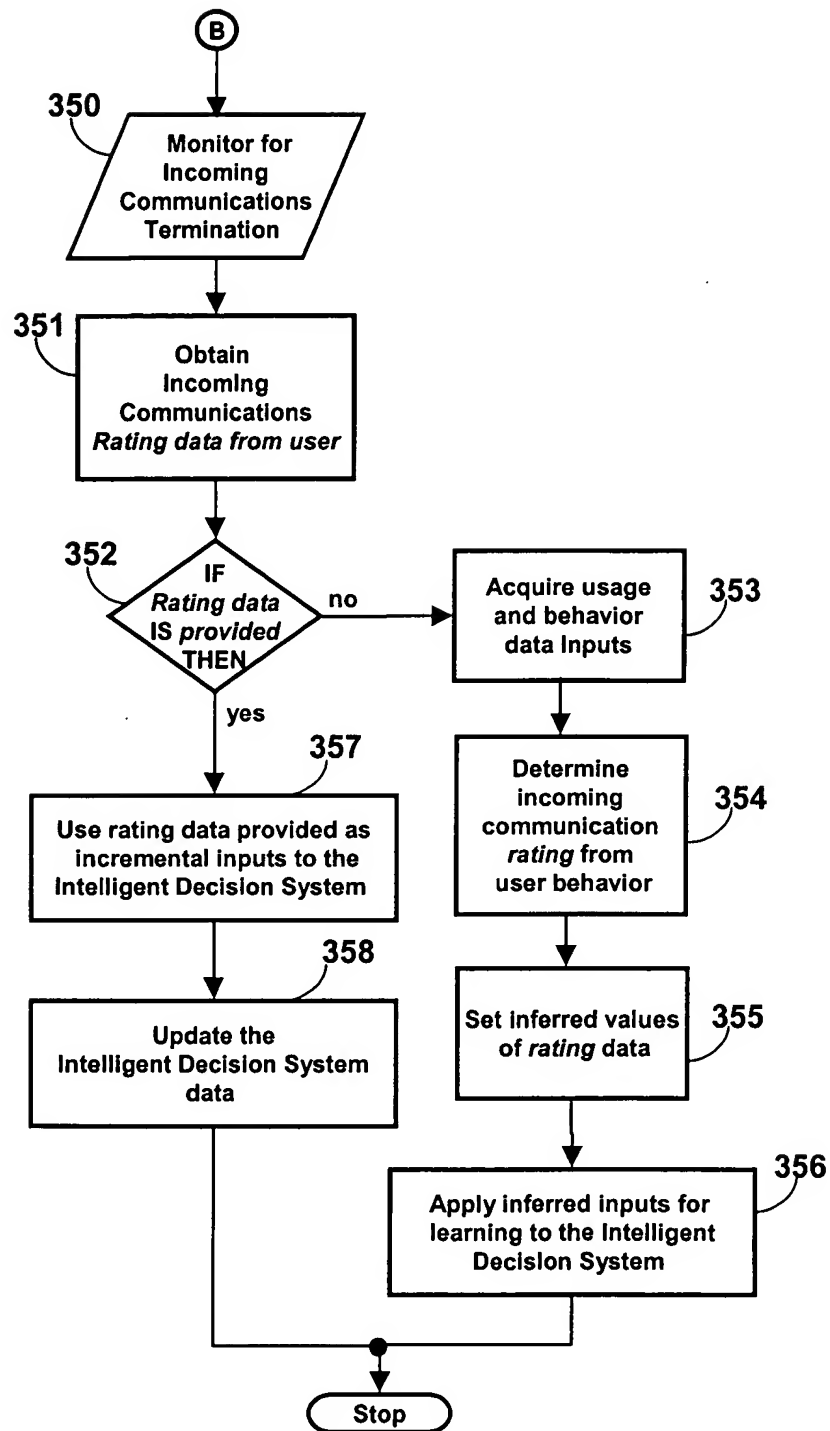 B
350
Monitor for
Incoming
Communications
Termination
351
Obtain
Incoming
Communications
Rating data from user
352
IF
Rating data
IS provided
THEN
no
yes
Acquire usage
and behavior
data Inputs
353
Determine
incoming
communication
rating from
user behavior
354
357
Use rating data provided as
incremental inputs to the
Intelligent Decision System
358
Update the
Intelligent Decision System
data
Set inferred values
of rating data
355
356
Apply inferred inputs for
learning to the Intelligent
Decision System
Stop